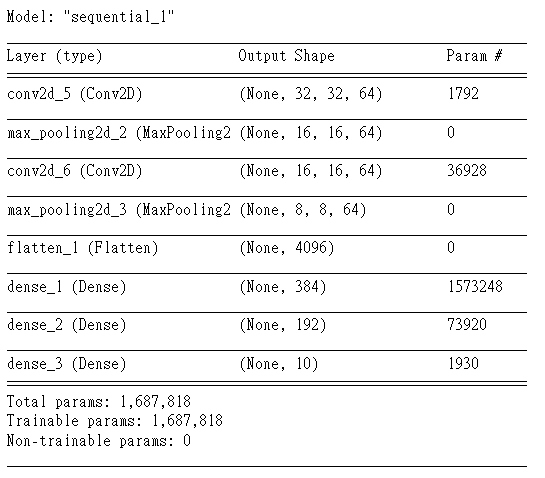 Model: "sequential_1"
Layer (type) Output Shape Param #
conv2d_5 (Conv2D) (None, 32, 32, 64) 1792
max_pooling2d_2 (MaxPooling2 (None, 16, 16, 64) 0
conv2d_6 (Conv2D) (None, 16, 16, 64) 36928
max_pooling2d_3 (MaxPooling2 (None, 8, 8, 64) 0
flatten_1 (Flatten) (None, 4096) 0
dense_1 (Dense) (None, 384) 1573248
dense_2 (Dense) (None, 192) 73920
dense_3 (Dense) (None, 10) 1930
Total params: 1,687,818
Trainable params: 1,687,818
Non-trainable params: 0